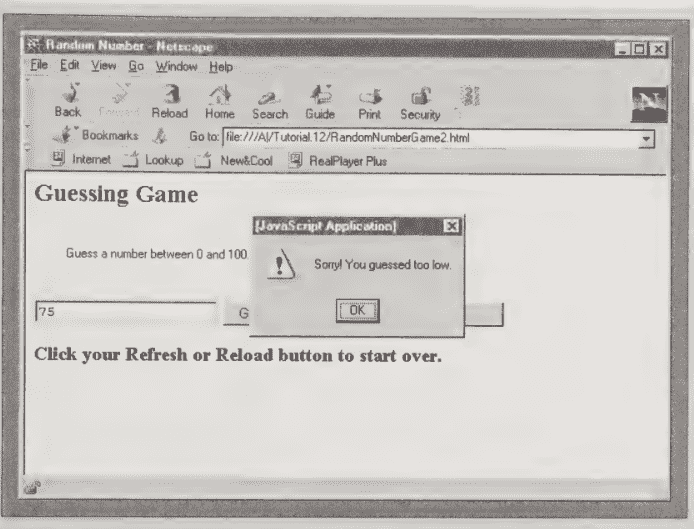 Random Number - Netscape
File Edit View Go Window Help
Back Forward Reload Home Search Guide Print Security
Bookmarks Go to: file:///A|/Tutorial.12/RandomNumberGame2.html
Internet Lookup New&Cool RealPlayer Plus
Guessing Game
[JavaScript Application]
Guess a number between 0 and 100.
Sorry! You guessed too low.
OK
75
G
Click your Refresh or Reload button to start over.